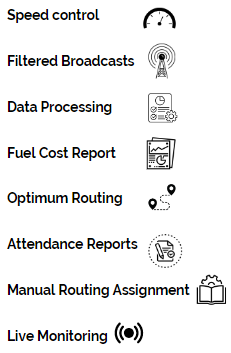 Speed control
Filtered Broadcasts
Data Processing
Fuel Cost Report
Optimum Routing
Attendance Reports
Manual Routing Assignment
Live Monitoring